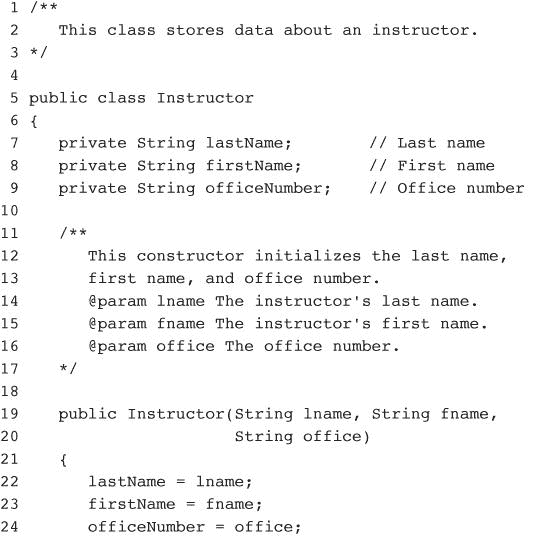 1 /**
2    This class stores data about an instructor.
3 */
4
5 public class Instructor
6 {
7    private String lastName;        // Last name
8    private String firstName;       // First name
9    private String officeNumber;    // Office number
10
11    /**
12       This constructor initializes the last name,
13       first name, and office number.
14       @param lname The instructor's last name.
15       @param fname The instructor's first name.
16       @param office The office number.
17    */
18
19    public Instructor(String lname, String fname,
20                      String office)
21    {
22       lastName = lname;
23       firstName = fname;
24       officeNumber = office;